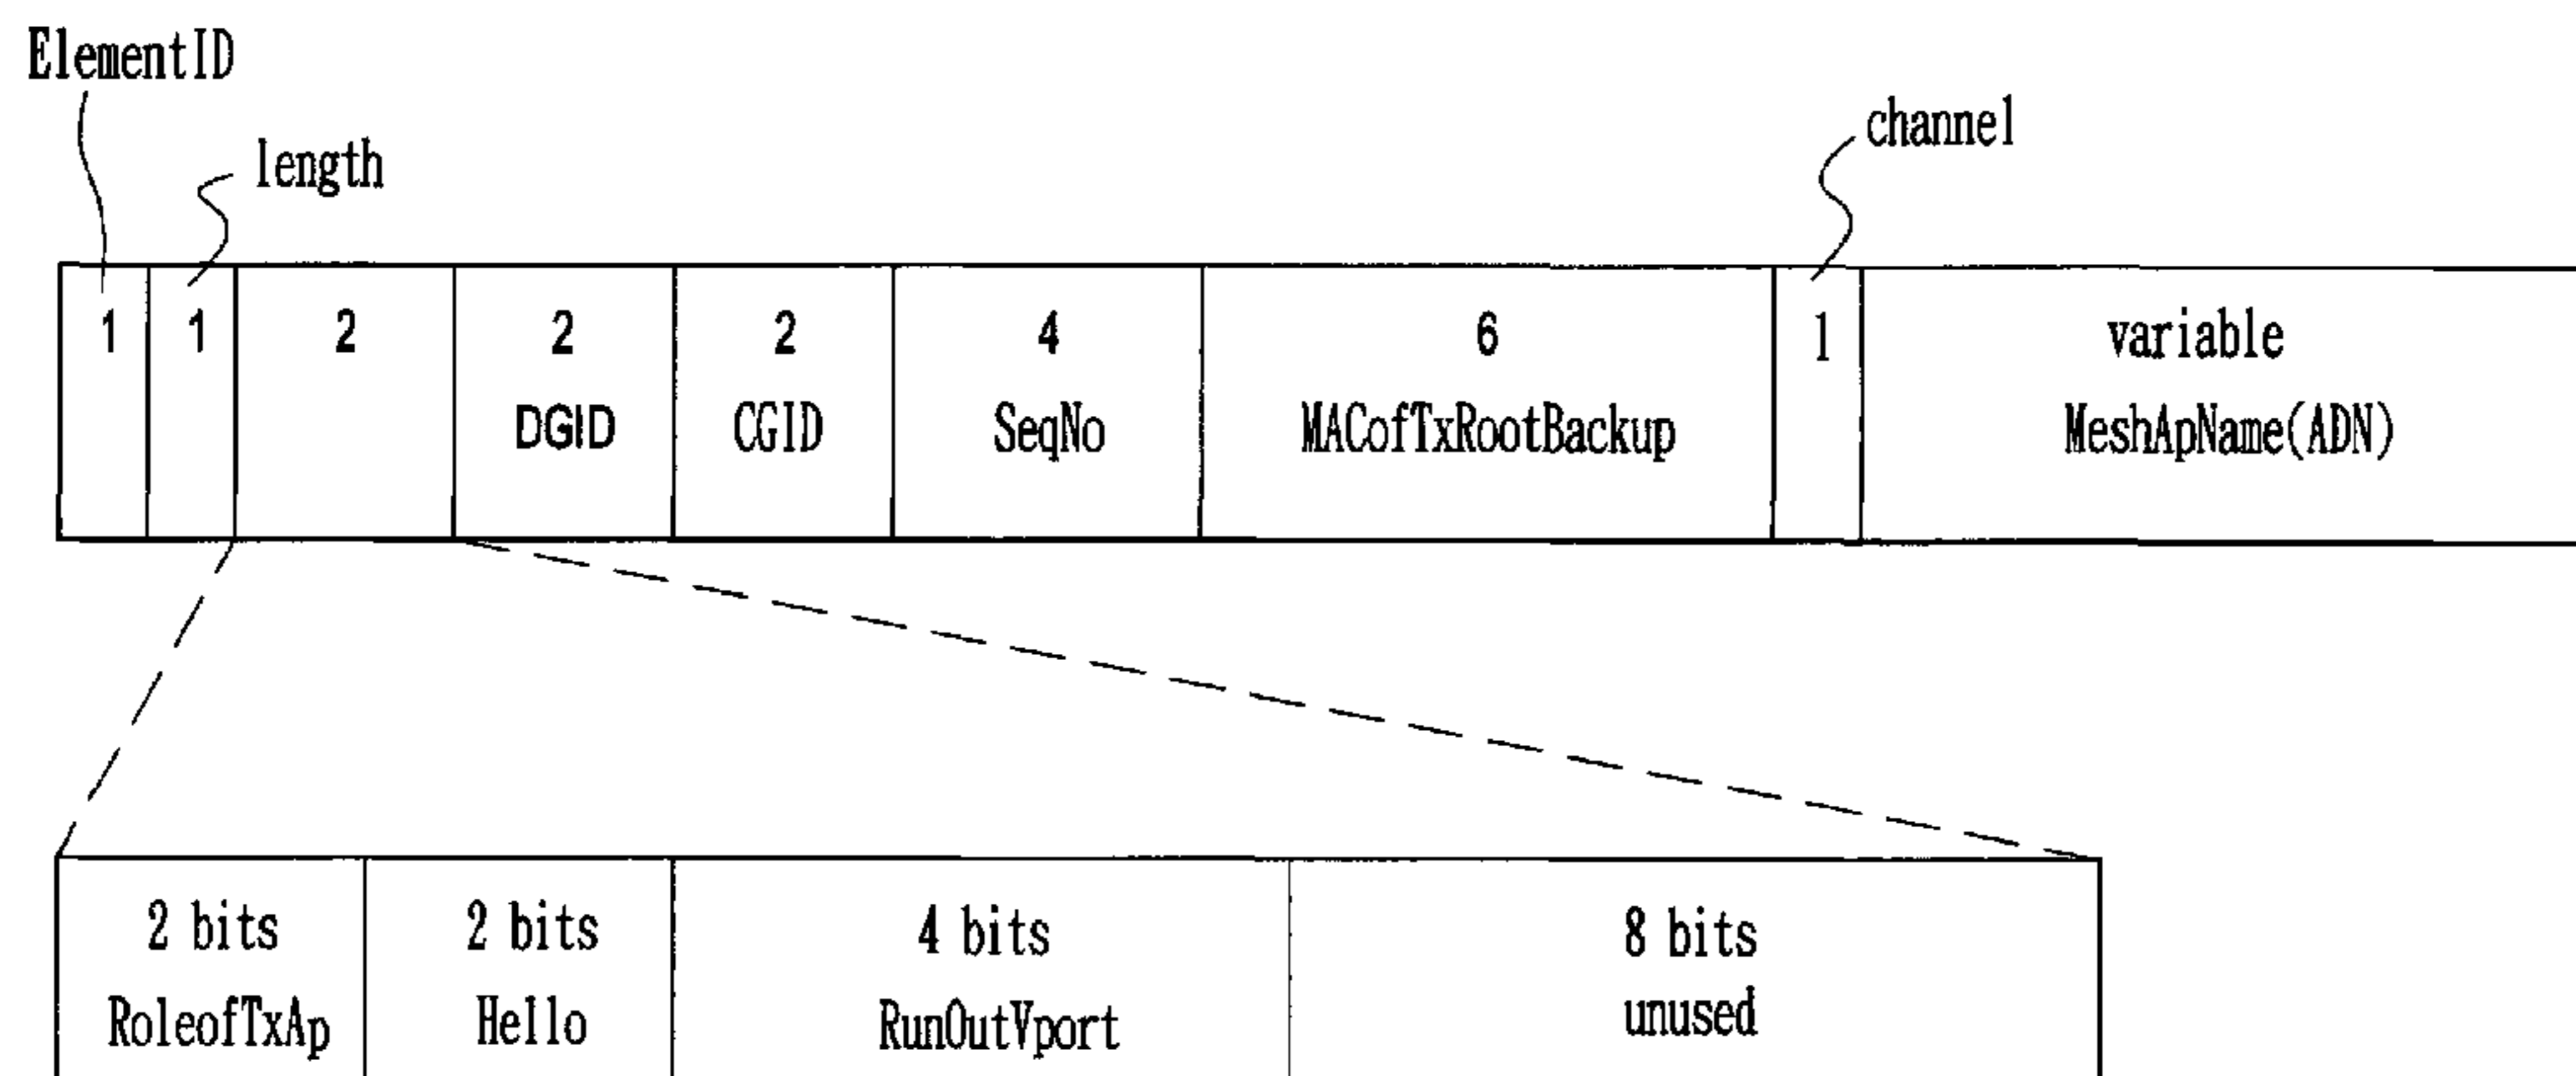 ElementID
length
channel
1 1 2 2 2 4 6 1 variable
DGID CGID SeqNo MACofTxRootBackup MeshApName(ADN)
2 bits 2 bits 4 bits 8 bits
RoleofTxAp Hello RunOutVport unused